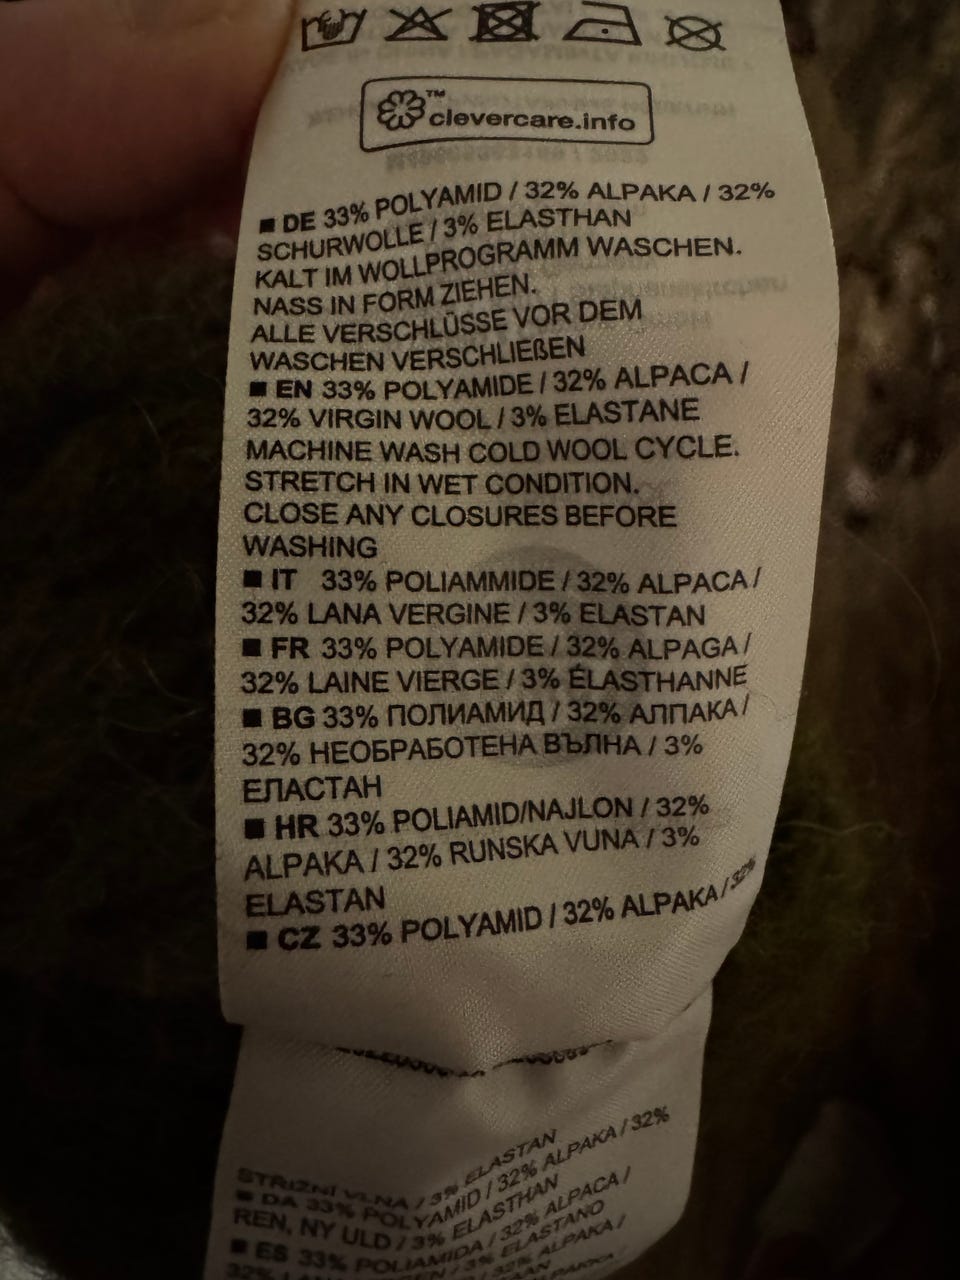 clevercare.info
■ DE 33% POLYAMID / 32% ALPAKA / 32%
SCHURWOLLE / 3% ELASTHAN
KALT IM WOLLPROGRAMM WASCHEN.
NASS IN FORM ZIEHEN.
ALLE VERSCHLÜSSE VOR DEM
WASCHEN VERSCHLIEßEN
■ EN 33% POLYAMIDE / 32% ALPACA /
32% VIRGIN WOOL / 3% ELASTANE
MACHINE WASH COLD WOOL CYCLE.
STRETCH IN WET CONDITION.
CLOSE ANY CLOSURES BEFORE
WASHING
■ IT 33% POLIAMMIDE / 32% ALPACA /
32% LANA VERGINE / 3% ELASTAN
■ FR 33% POLYAMIDE / 32% ALPAGA /
32% LAINE VIERGE / 3% ÉLASTHANNE
■ BG 33% ПОЛИАМИД / 32% АЛПАКА /
32% НЕОБРАБОТЕНА ВЪЛНА / 3%
ЕЛАСТАН
■ HR 33% POLIAMID/NAJLON / 32%
ALPAKA / 32% RUNSKA VUNA / 3%
ELASTAN
■ CZ 33% POLYAMID / 32% ALPAKA / 32%
STRIŽNÍ VLNA / 3% ELASTAN
■ DA 33% POLYAMID / 32% ALPAKA / 32%
REN, NY ULD / 3% ELASTHAN
■ ES 33% POLIAMIDA / 32% ALPACA /
32% / 3% ELASTANO
32% ALPAKA /